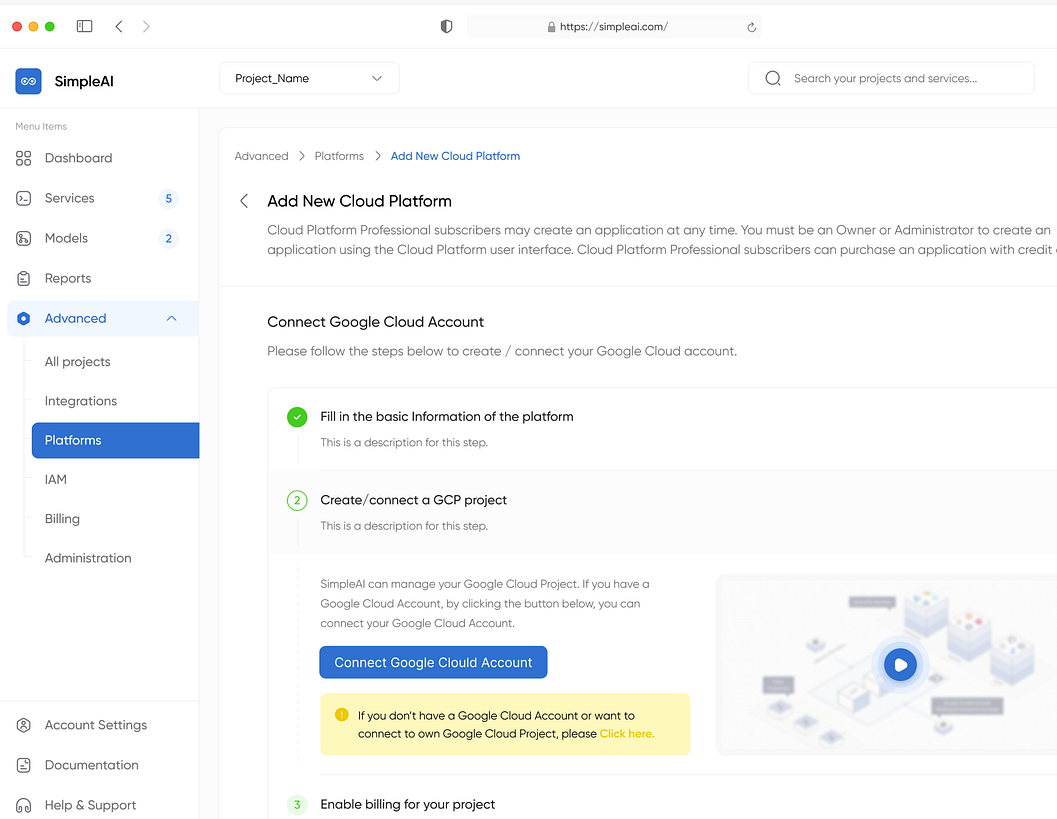 https://simpleai.com/
SimpleAI
Project_Name
Search your projects and services...
Menu Items
Dashboard
Services 5
Models 2
Reports
Advanced
All projects
Integrations
Platforms
IAM
Billing
Administration
Account Settings
Documentation
Help & Support
Advanced > Platforms > Add New Cloud Platform
Add New Cloud Platform
Cloud Platform Professional subscribers may create an application at any time. You must be an Owner or Administrator to create an
application using the Cloud Platform user interface. Cloud Platform Professional subscribers can purchase an application with credit
Connect Google Cloud Account
Please follow the steps below to create / connect your Google Cloud account.
Fill in the basic Information of the platform
This is a description for this step.
2 Create/connect a GCP project
This is a description for this step.
SimpleAI can manage your Google Cloud Project. If you have a
Google Cloud Account, by clicking the button below, you can
connect your Google Cloud Account.
Connect Google Clould Account
If you don't have a Google Cloud Account or want to
connect to own Google Cloud Project, please Click here.
3 Enable billing for your project